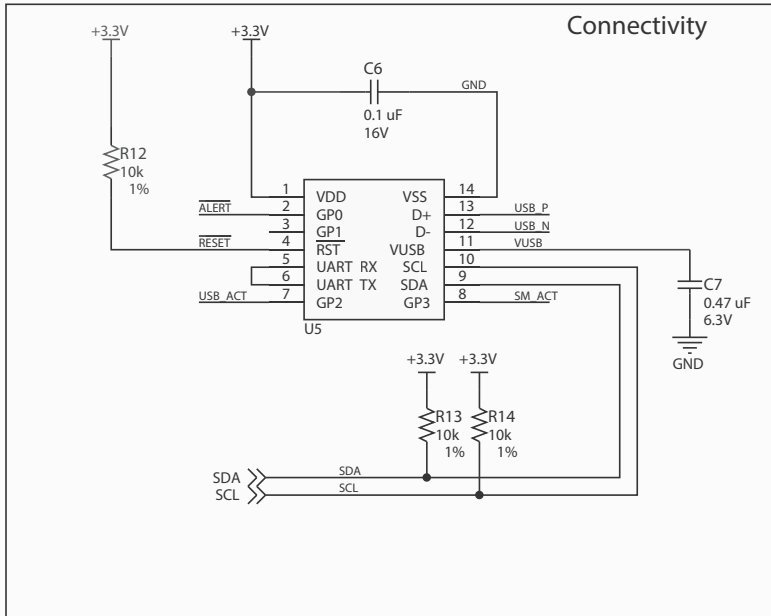 Connectivity
+3.3V
+3.3V
C6
0.1 uF
16V
GND
R12
10k
1%
ALERT
RESET
USB_ACT
1
2
3
4
5
6
7
VDD
GP0
GP1
RST
UART RX
UART TX
GP2
VSS
D+
D-
VUSB
SCL
SDA
GP3
14
13
12
11
10
9
8
USB_P
USB_N
VUSB
SM_ACT
U5
C7
0.47 uF
6.3V
GND
+3.3V
+3.3V
R13
10k
1%
R14
10k
1%
SDA
SDA
SCL
SCL